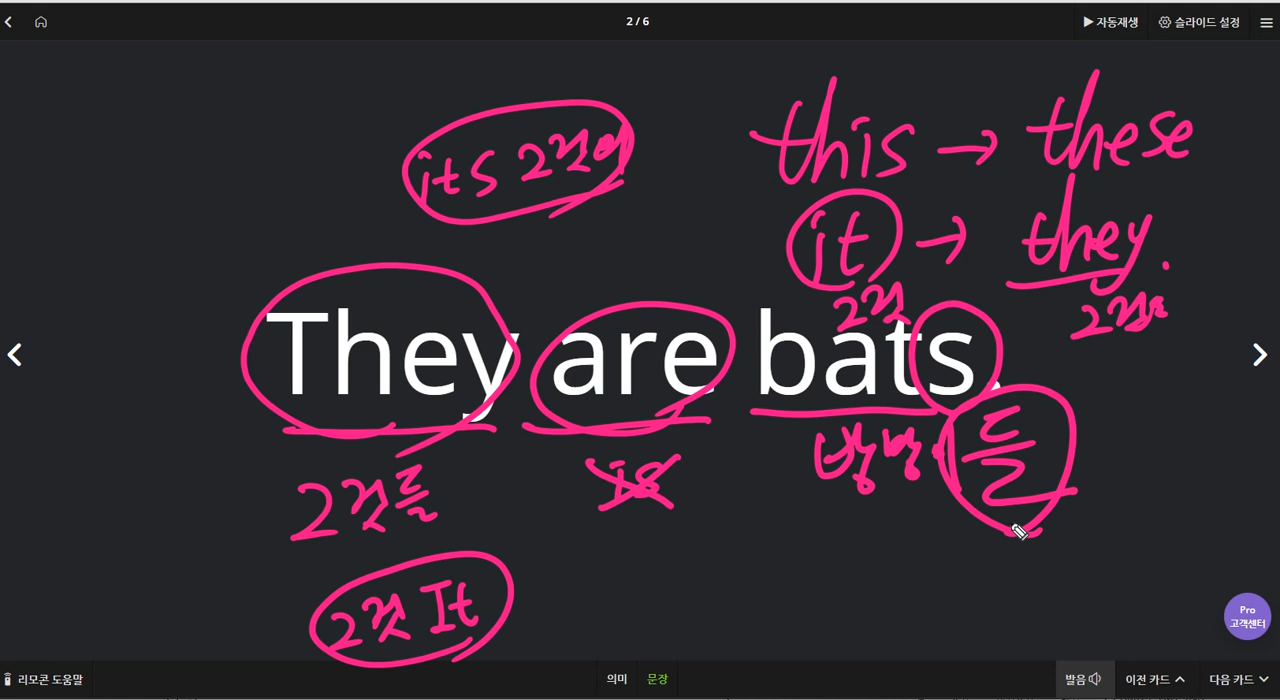 2 / 6
자동재생
슬라이드 설정
its 그것의
this → these
it → they.
그것
그것들
They are bats.
그것들
is
방망
들
그것 It
Pro
고객센터
리모콘 도움말
의미
문장
발음
이전 카드
다음 카드